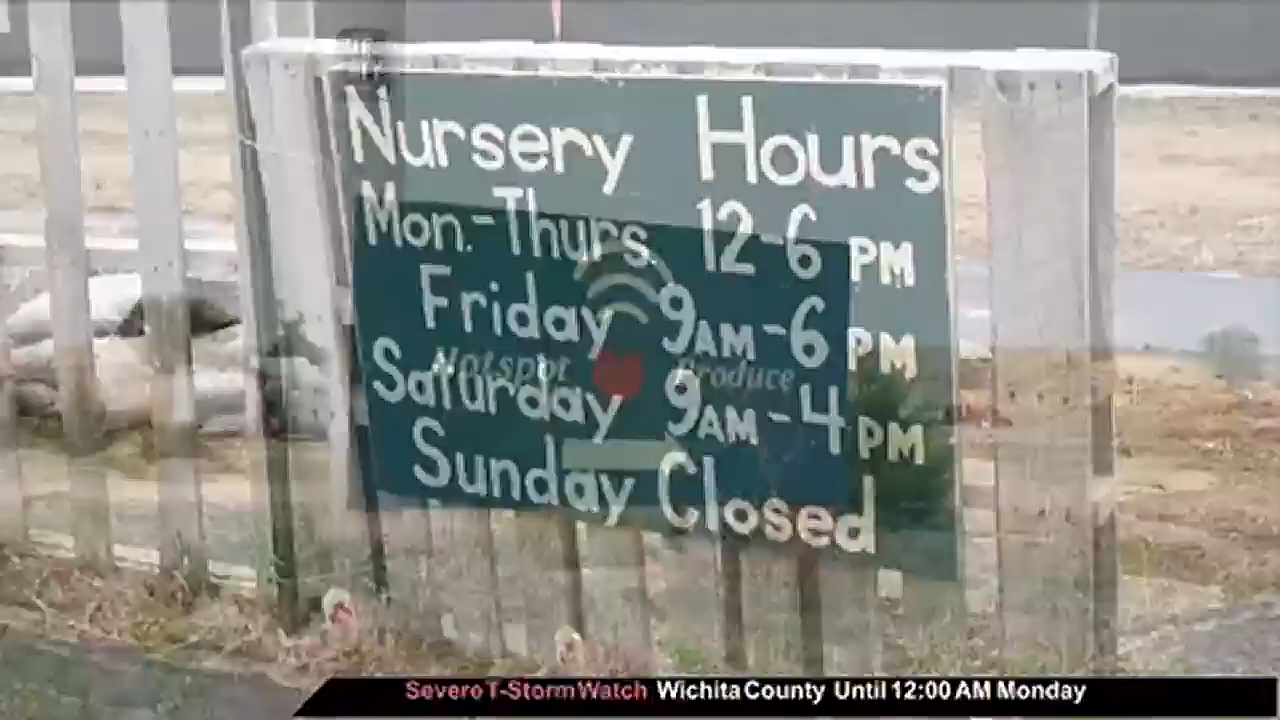 Nursery Hours
Mon.-Thurs. 12-6 PM
Friday 9AM-6 PM
Saturday 9AM-4 PM
Sunday Closed
Hotspot Produce
Severe T-Storm Watch Wichita County Until 12:00 AM Monday